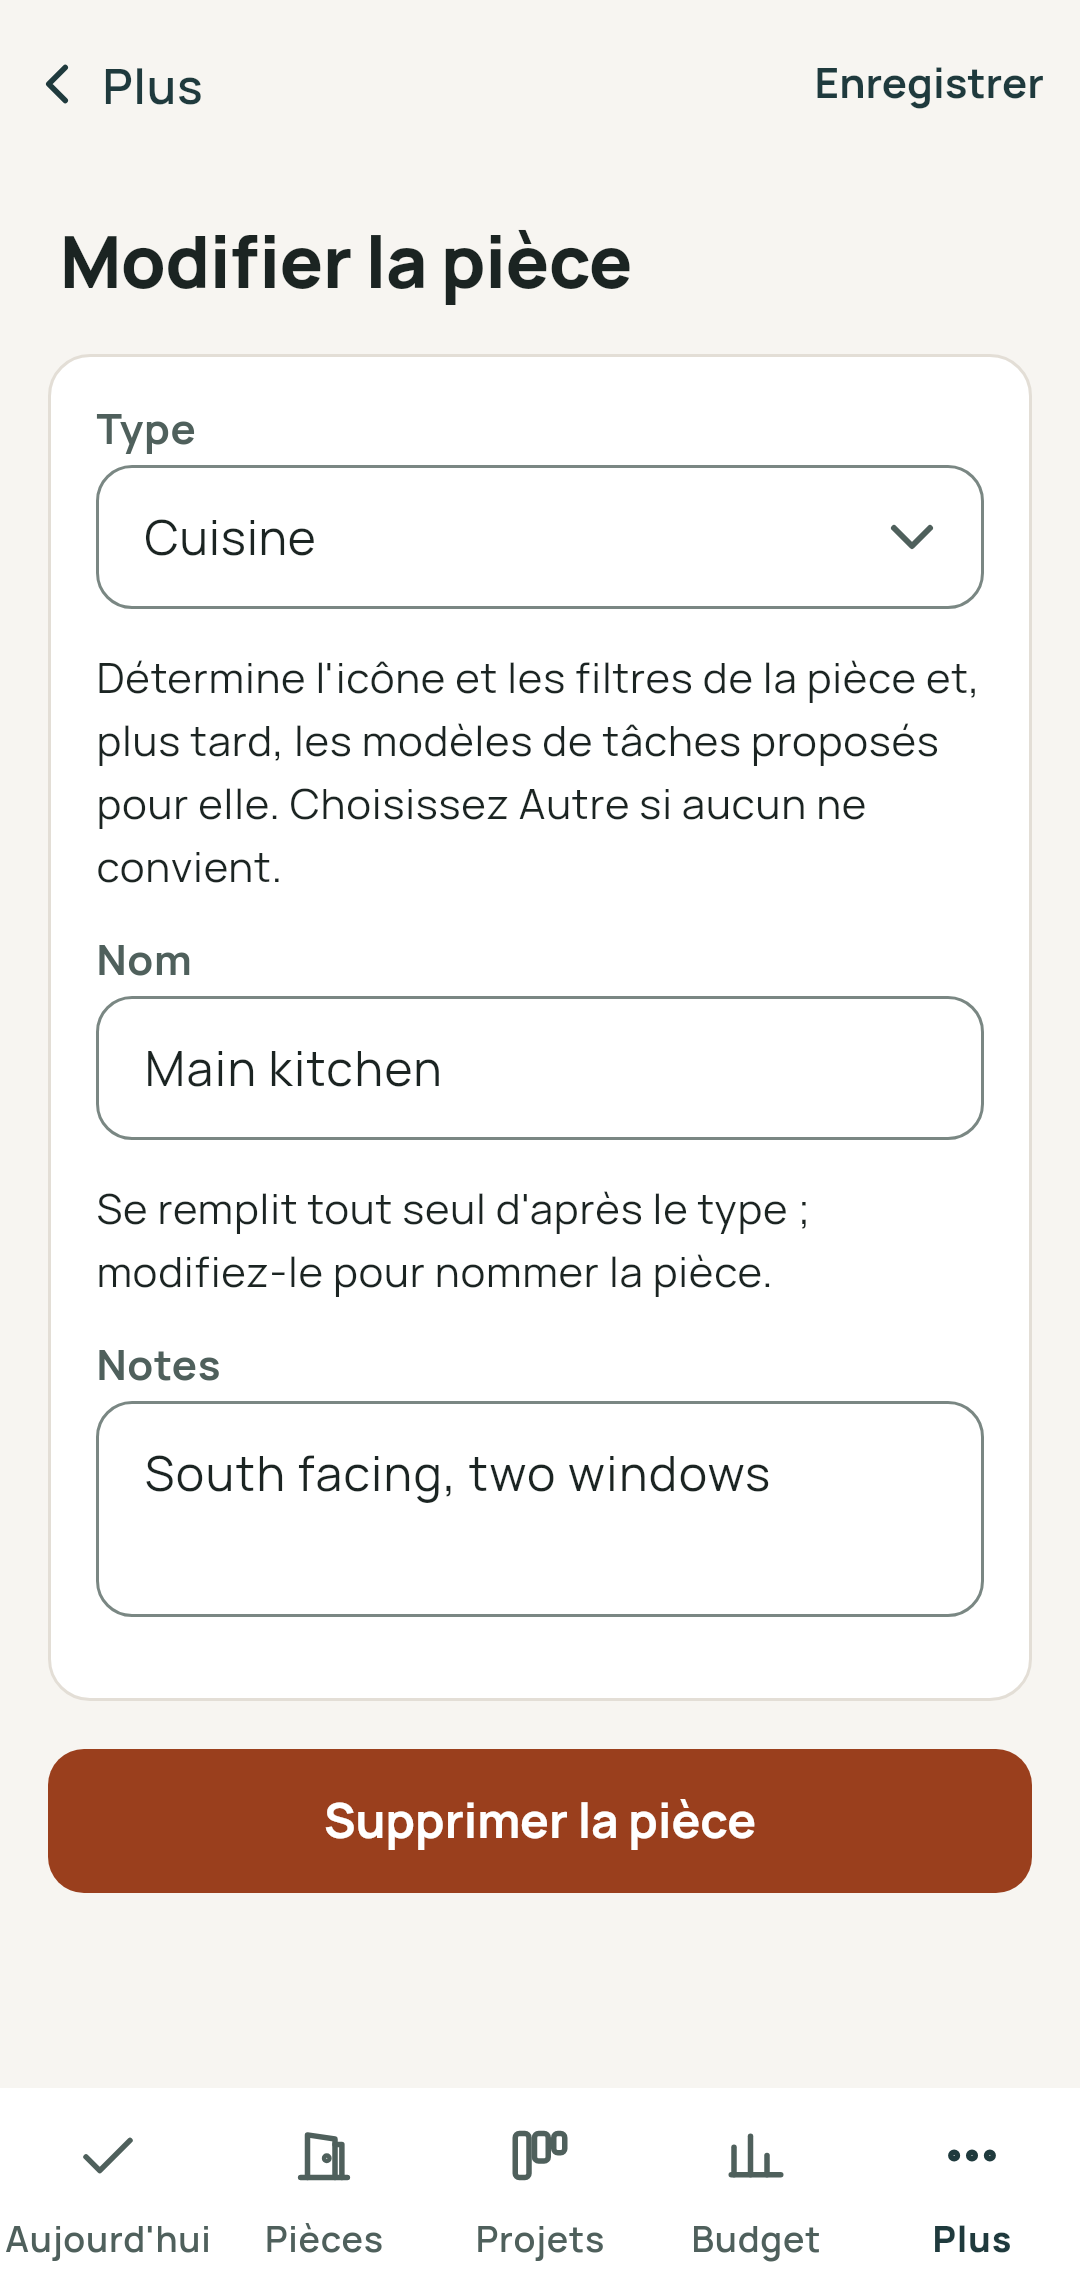 Plus
Enregistrer
Modifier la pièce
Type
Cuisine
Détermine l'icône et les filtres de la pièce et,
plus tard, les modèles de tâches proposés
pour elle. Choisissez Autre si aucun ne
convient.
Nom
Main kitchen
Se remplit tout seul d'après le type ;
modifiez-le pour nommer la pièce.
Notes
South facing, two windows
Supprimer la pièce
Aujourd'hui
Pièces
Projets
Budget
Plus